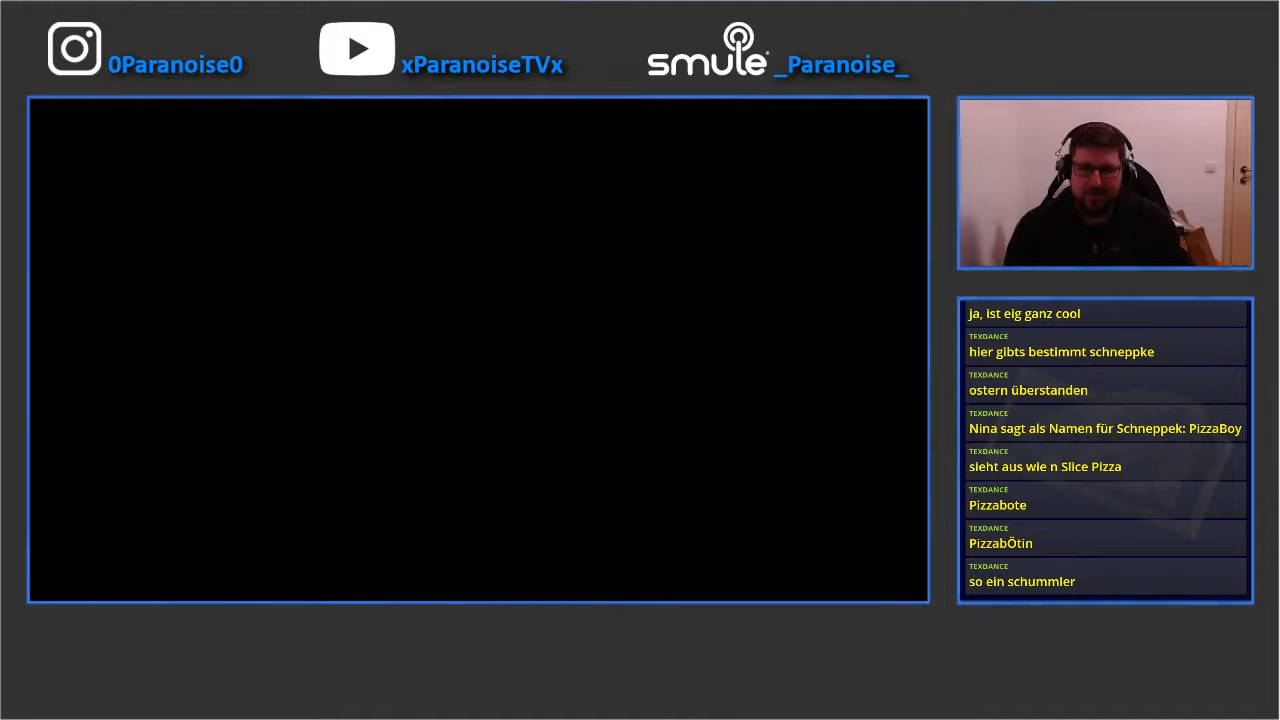 0Paranoise0
xParanoiseTVx
smule
_Paranoise_
ja, ist eig ganz cool
TEXDANCE
hier gibts bestimmt schneppke
TEXDANCE
ostern überstanden
TEXDANCE
Nina sagt als Namen für Schneppek: PizzaBoy
TEXDANCE
sieht aus wie n Slice Pizza
TEXDANCE
Pizzabote
TEXDANCE
PizzabÖtin
TEXDANCE
so ein schummler